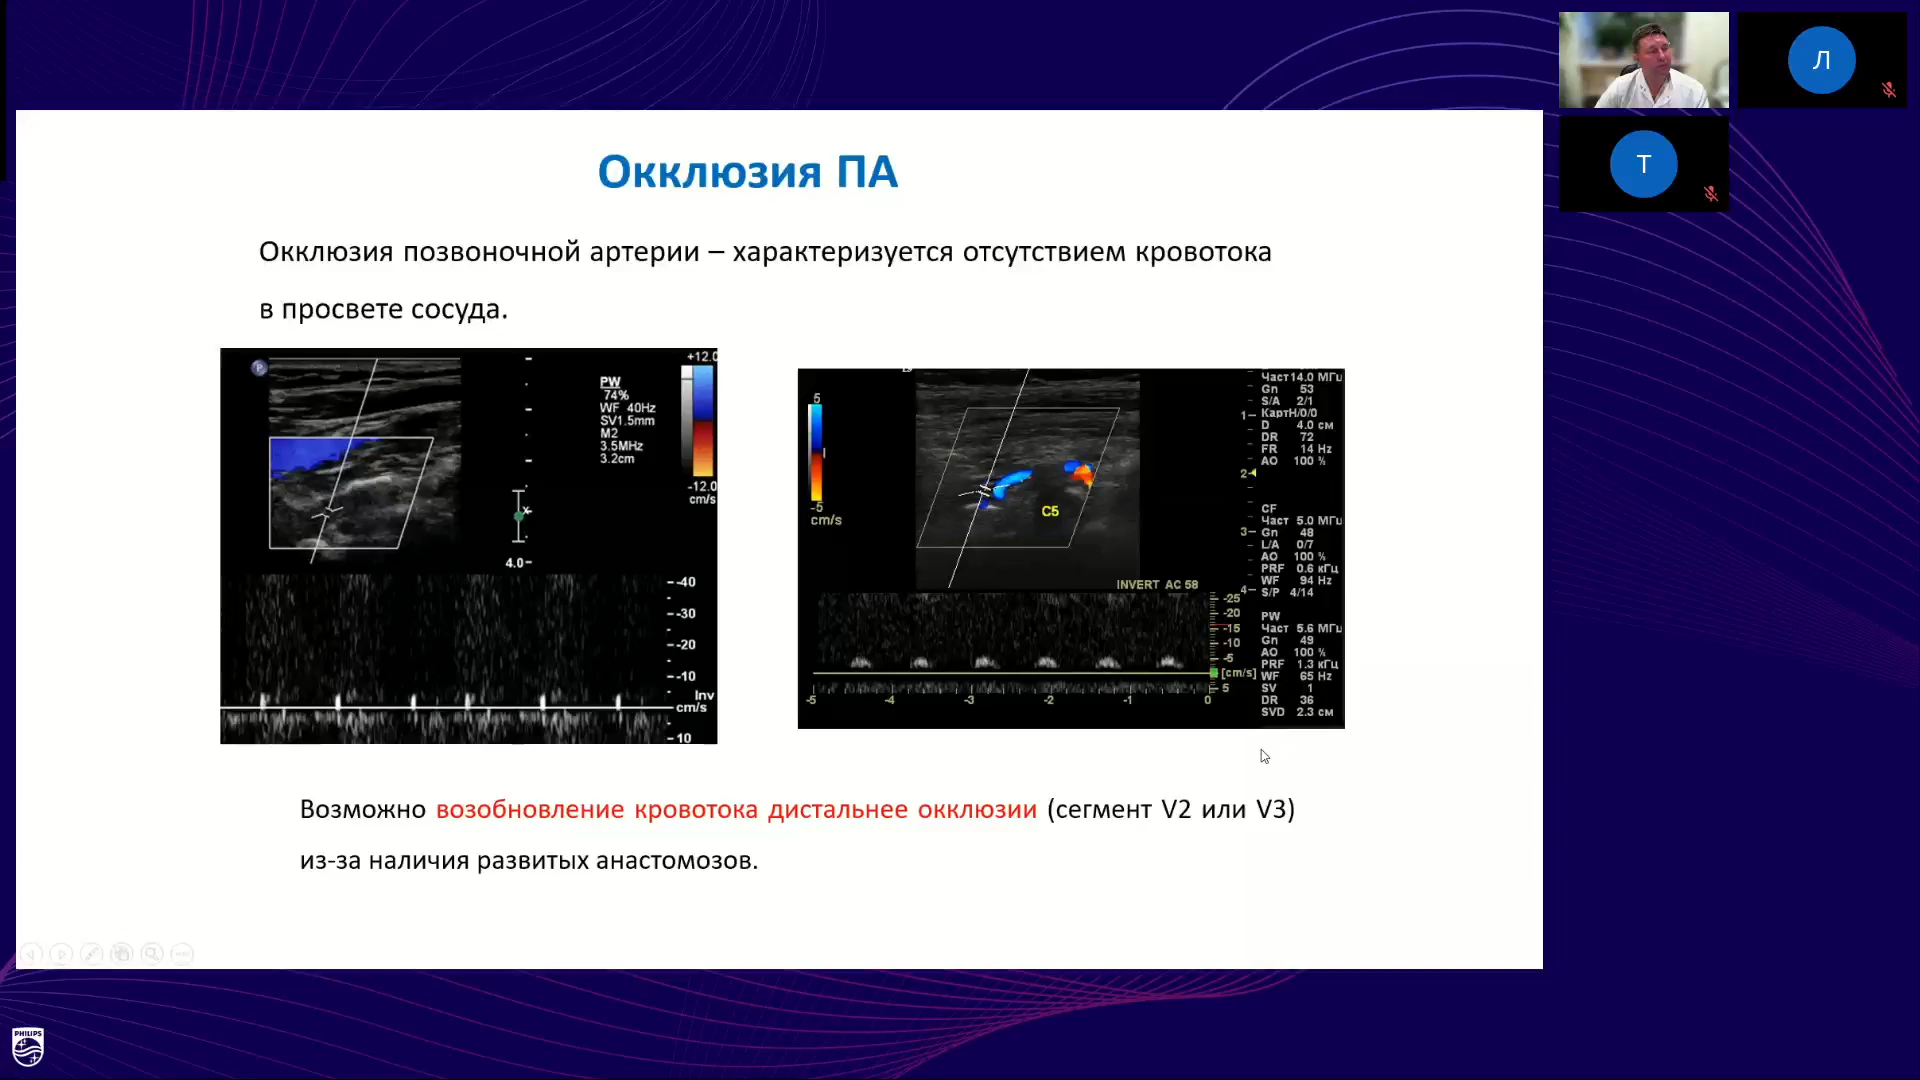 Окклюзия ПА
Окклюзия позвоночной артерии – характеризуется отсутствием кровотока
в просвете сосуда.
+12.0
PW
74%
WF 40Hz
SV1.5mm
M2
3.5MHz
3.2cm
-12.0
cm/s
x
4.0
-40
-30
-20
-10
Inv
cm/s
10
5
-5
cm/s
C5
1
2
3
4
INVERT AC 58
-25
-20
-15
-10
-5
[cm/s]
5
-5 -4 -3 -2 -1 0
Част 14.0 МГц
Gn 53
S/A 2/1
КартH/0/0
D 4.0 см
DR 72
FR 14 Hz
AO 100 %
CF
Част 5.0 МГц
Gn 48
L/A 0/7
AO 100 %
PRF 0.6 кГц
WF 94 Hz
S/P 4/14
PW
Част 5.6 МГц
Gn 49
AO 100 %
PRF 1.3 кГц
WF 65 Hz
SV 1
DR 36
SVD 2.3 см
Возможно возобновление кровотока дистальнее окклюзии (сегмент V2 или V3)
из-за наличия развитых анастомозов.
Л
Т
PHILIPS